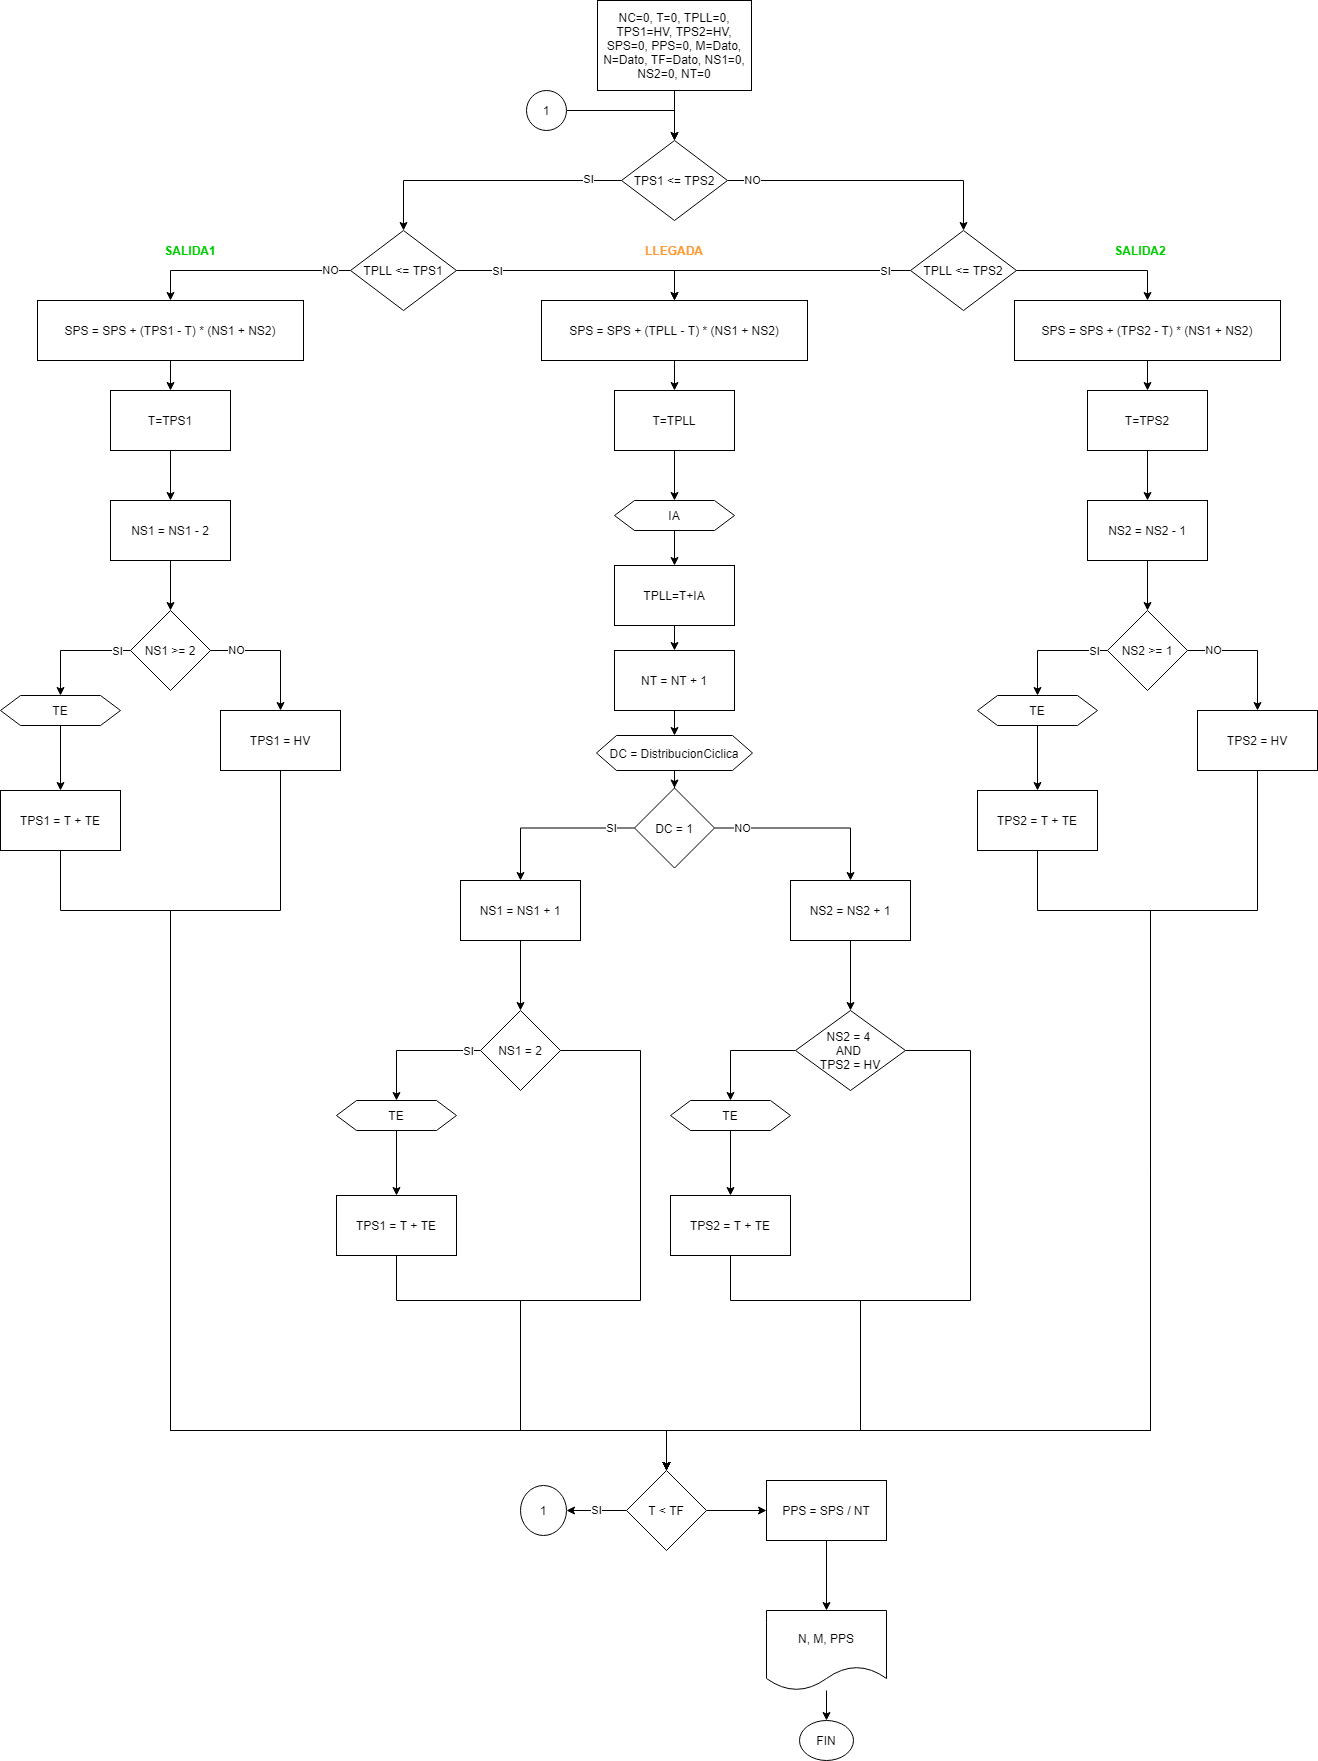 NC=0, T=0, TPLL=0,
TPS1=HV, TPS2=HV,
SPS=0, PPS=0, M=Dato,
N=Dato, TF=Dato, NS1=0,
NS2=0, NT=0
1
TPS1 <= TPS2
SI
NO
SALIDA1
LLEGADA
SALIDA2
TPLL <= TPS1
NO
SI
TPLL <= TPS2
SI
SPS = SPS + (TPS1 - T) * (NS1 + NS2)
SPS = SPS + (TPLL - T) * (NS1 + NS2)
SPS = SPS + (TPS2 - T) * (NS1 + NS2)
T=TPS1
T=TPLL
T=TPS2
NS1 = NS1 - 2
IA
NS2 = NS2 - 1
TPLL=T+IA
NS1 >= 2
SI
NO
NT = NT + 1
NS2 >= 1
SI
NO
TE
TPS1 = HV
DC = DistribucionCiclica
TE
TPS2 = HV
TPS1 = T + TE
DC = 1
SI
NO
TPS2 = T + TE
NS1 = NS1 + 1
NS2 = NS2 + 1
NS1 = 2
SI
NS2 = 4
AND
TPS2 = HV
TE
TE
TPS1 = T + TE
TPS2 = T + TE
1
SI
T < TF
PPS = SPS / NT
N, M, PPS
FIN